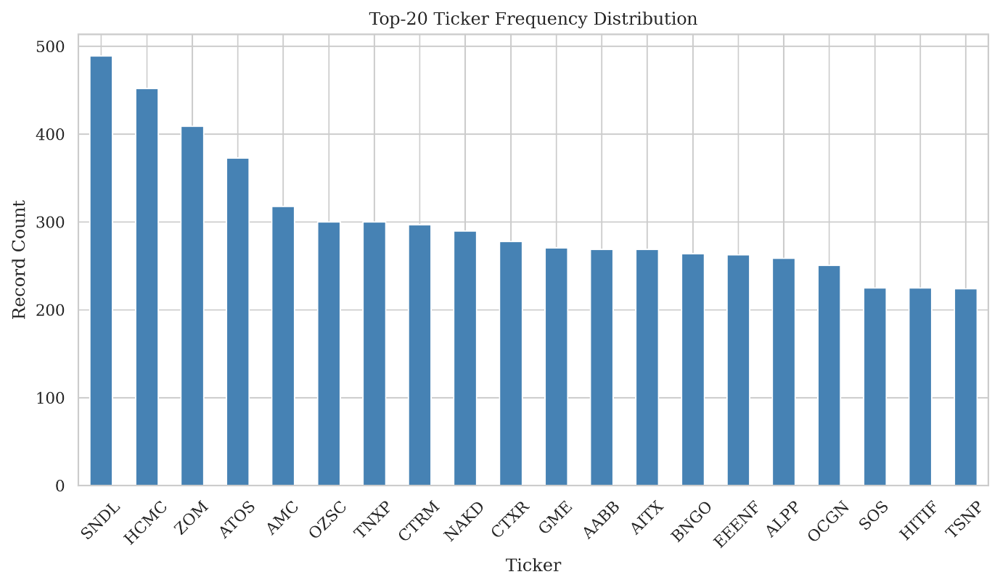 Top-20 Ticker Frequency Distribution
Record Count
500
400
300
200
100
0
SNDL
HCMC
ZOM
ATOS
AMC
OZSC
TNXP
CTRM
NAKD
CTXR
GME
AABB
AITX
BNGO
EEENF
ALPP
OCGN
SOS
HITIF
TSNP
Ticker